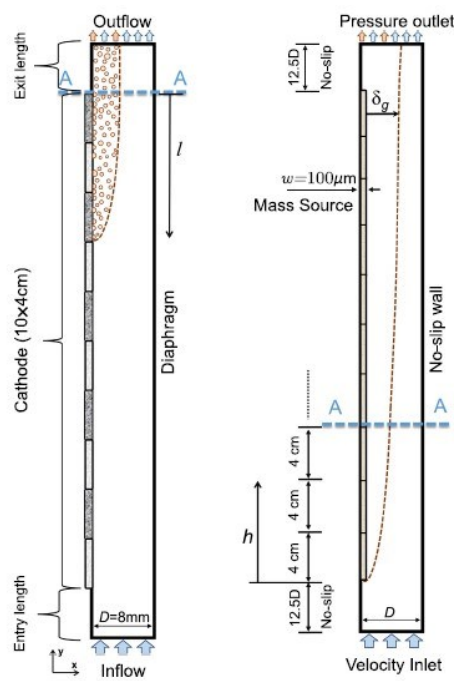 Outflow
Exit length
A
A
l
Cathode (10x4cm)
Diaphragm
Entry length
D=8mm
y
x
Inflow
Pressure outlet
12.5D
No-slip
δg
w=100μm
Mass Source
No-slip wall
A
A
4 cm
4 cm
4 cm
h
12.5D
No-slip
D
Velocity Inlet